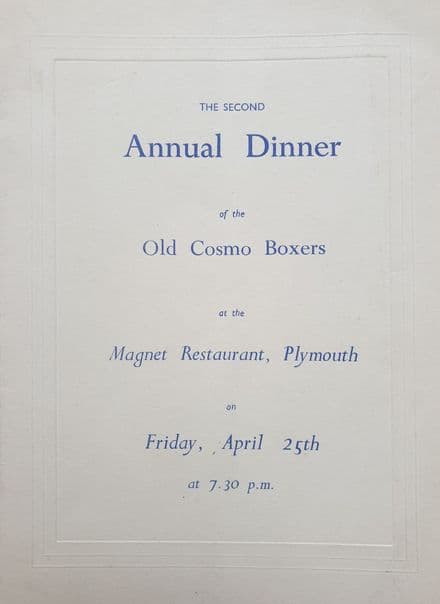 THE SECOND
Annual Dinner
of the
Old Cosmo Boxers
at the
Magnet Restaurant, Plymouth
on
Friday, April 25th
at 7.30 p.m.